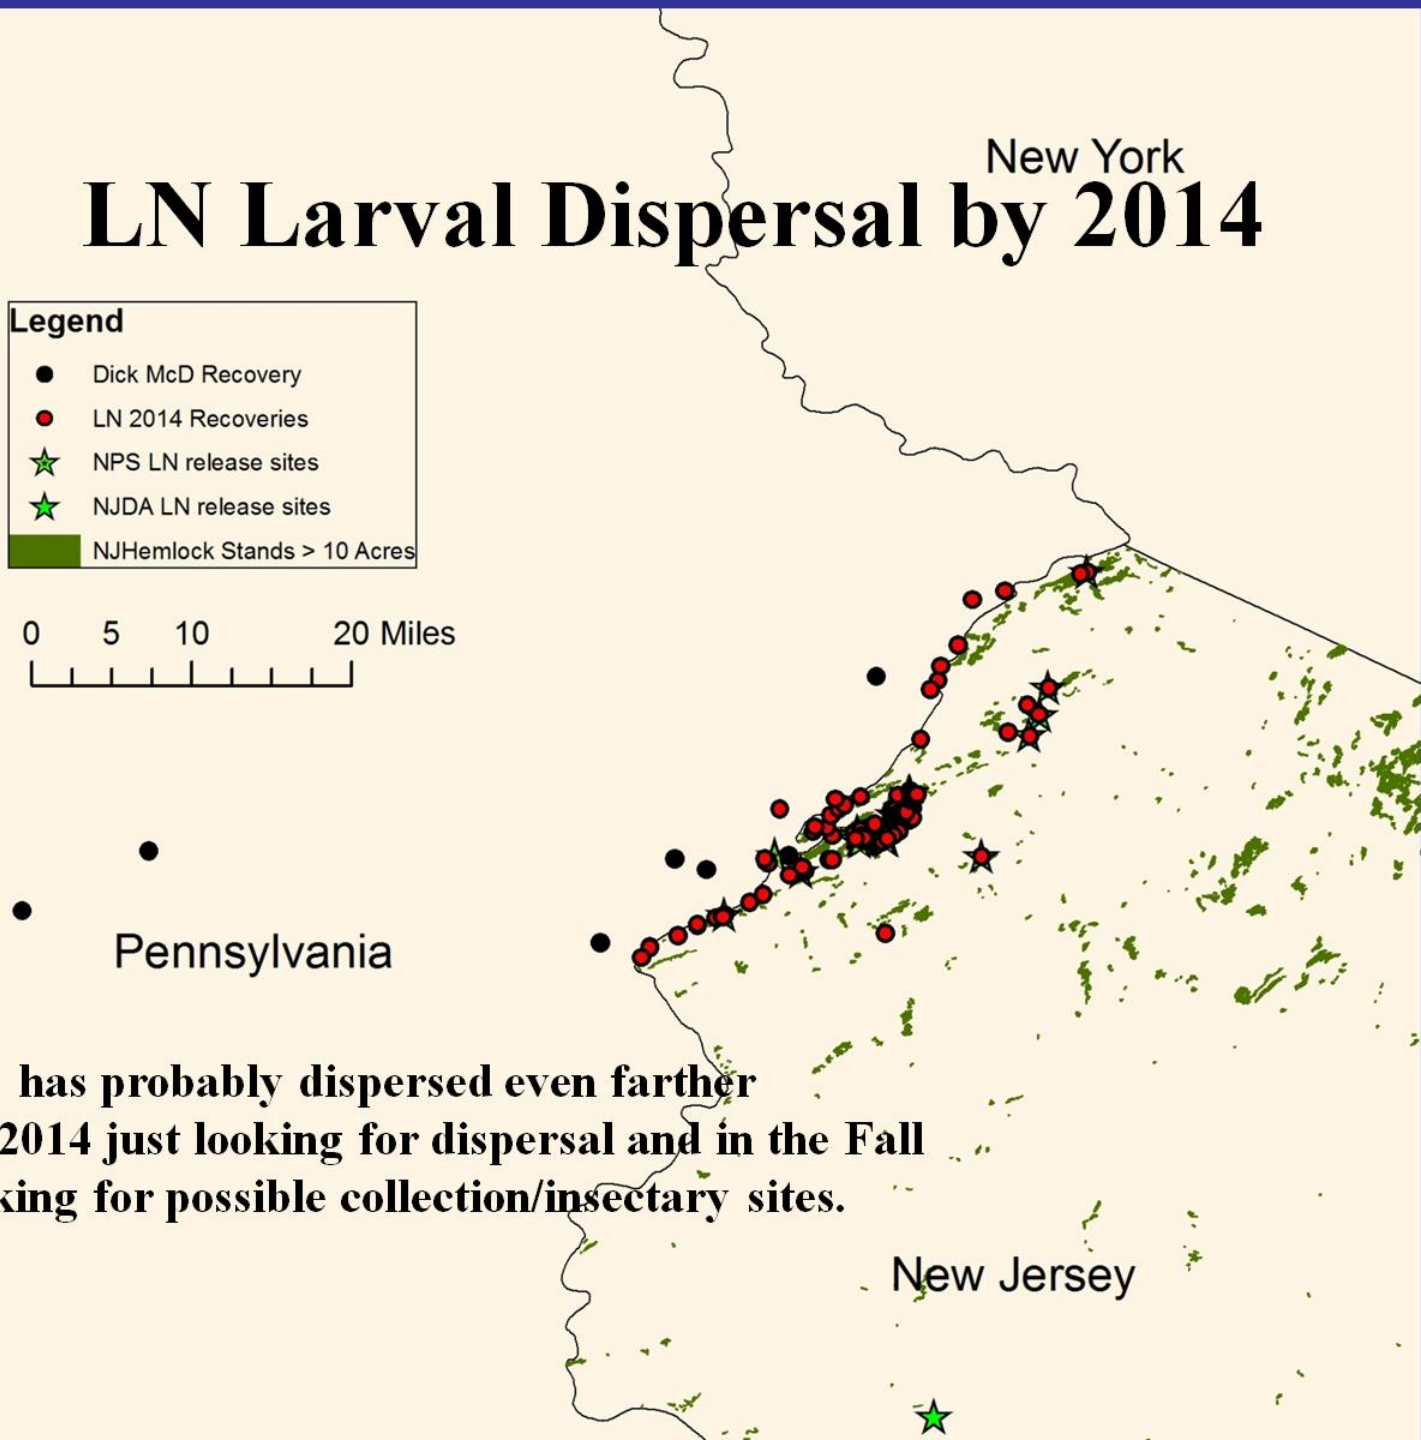 New York
LN Larval Dispersal by 2014
Legend
Dick McD Recovery
LN 2014 Recoveries
NPS LN release sites
NJDA LN release sites
NJHemlock Stands > 10 Acres
0 5 10 20 Miles
Pennsylvania
has probably dispersed even farther
2014 just looking for dispersal and in the Fall
king for possible collection/insectary sites.
New Jersey